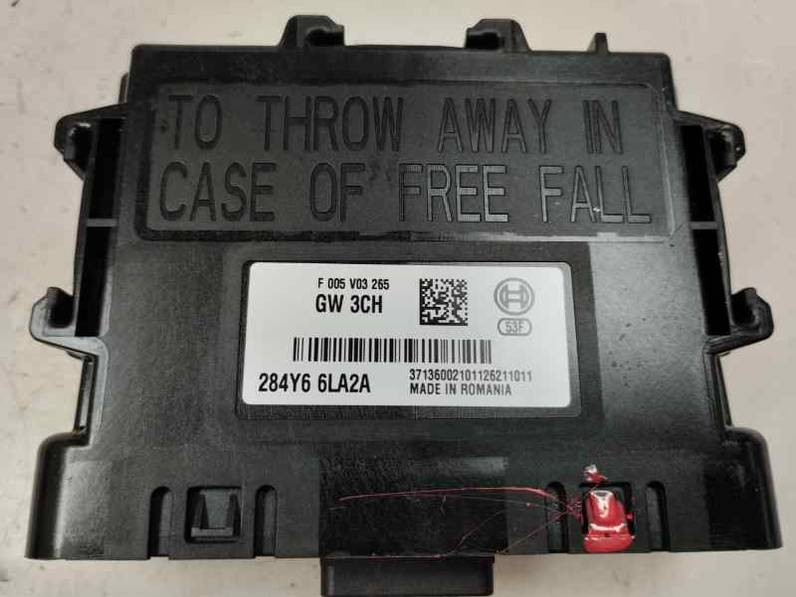 TO THROW AWAY IN
CASE OF FREE FALL
F 005 V03 265
GW 3CH
53F
284Y6 6LA2A
37136002101126211011
MADE IN ROMANIA